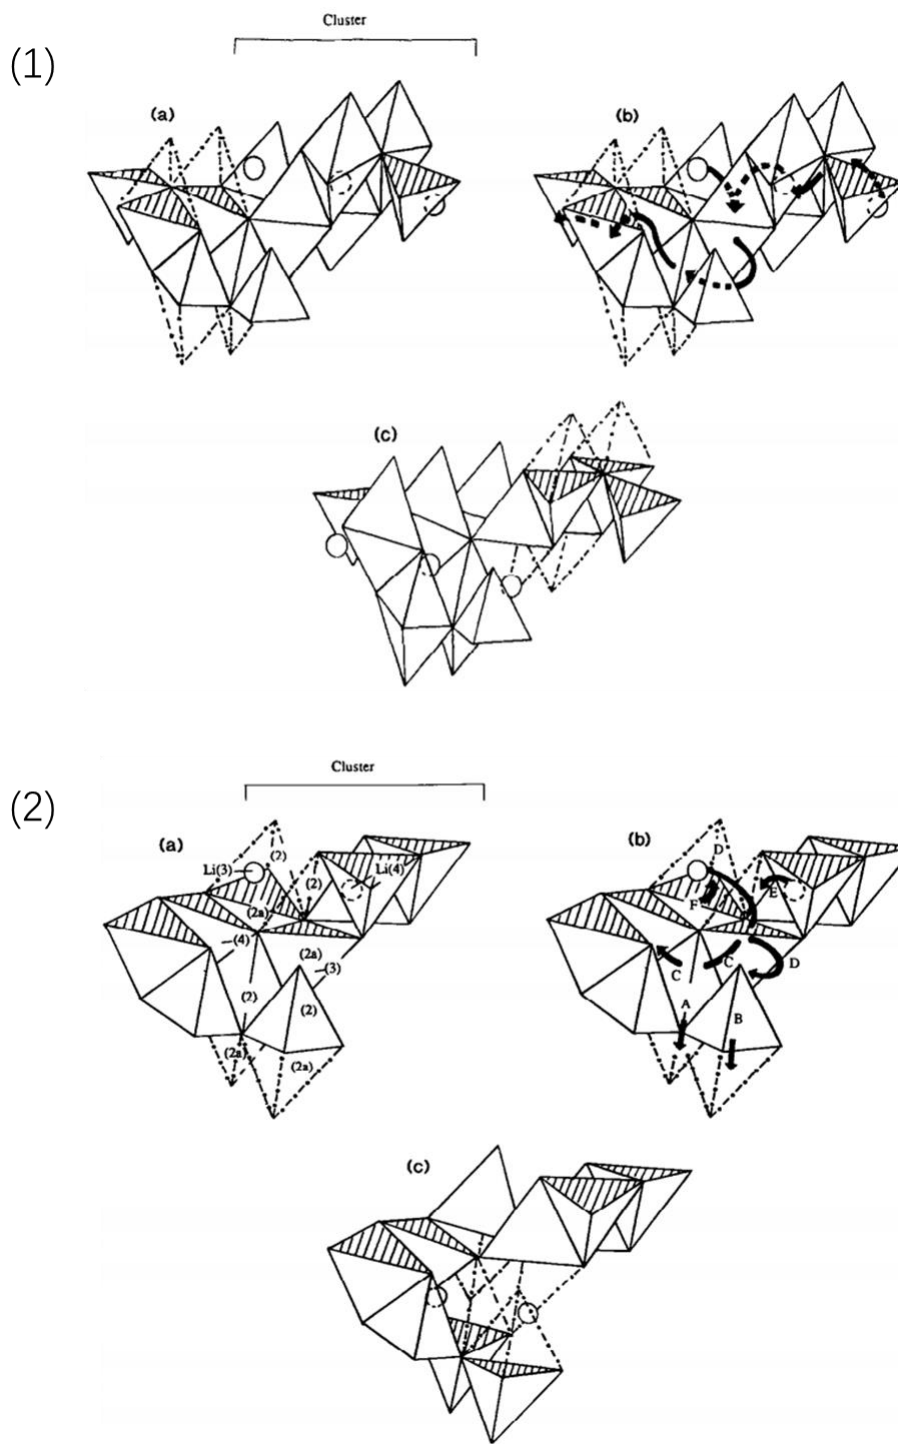 Cluster
(1)
(a)
(b)
(c)
Cluster
(2)
(a)
(b)
Li(3)
(2)
(2)
Li(4)
(2a)
(4)
(2a)
(3)
(2)
(2)
(2a)
(2a)
D
E
F
C
C
D
A
B
(c)